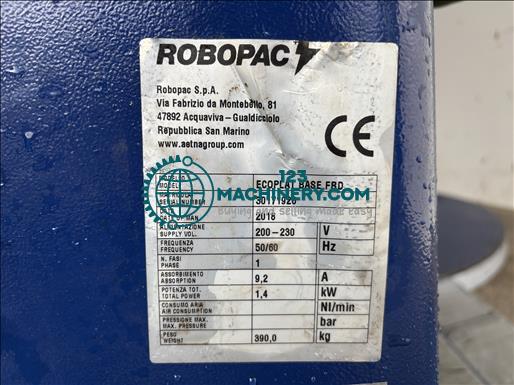 ROBOPAC
Robopac S.p.A.
Via Fabrizio da Montebello, 81
47892 Acquaviva - Gualdicciolo
Repubblica San Marino
www.aetnagroup.com
CE
MODEL ECOPLAT BASE FRD
SERIAL NUMBER
123
MACHINERY.COM
Buying and selling made easy
DATE OF MAN 2018
ALIMENTAZIONE
SUPPLY VOL. 200-230 V
FREQUENZA
FREQUENCY 50/60 Hz
N. FASI
PHASE 1
ASSORBIMENTO
ABSORPTION 9,2 A
POTENZA TOT.
TOTAL POWER 1,4 kW
CONSUMO ARIA
AIR CONSUMPTION Nl/min
PRESSIONE MAX.
MAX. PRESSURE bar
PESO
WEIGHT 390,0 kg